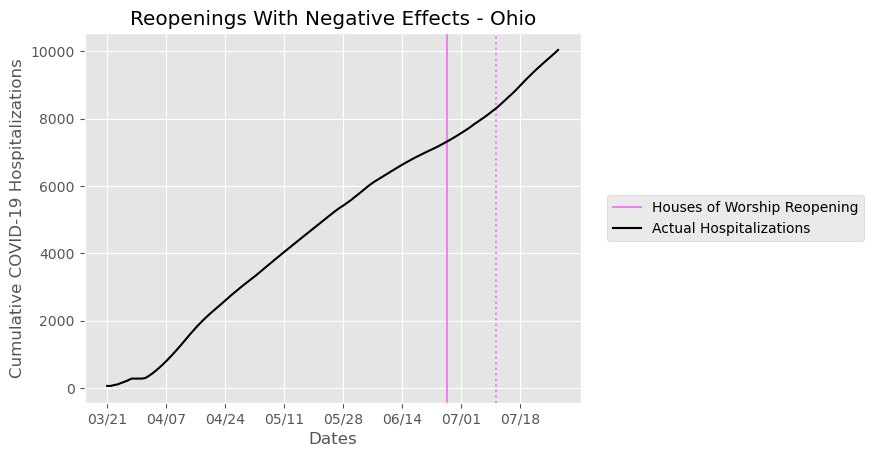 Reopenings With Negative Effects - Ohio
Cumulative COVID-19 Hospitalizations
10000
8000
6000
4000
2000
0
03/21 04/07 04/24 05/11 05/28 06/14 07/01 07/18
Dates
Houses of Worship Reopening
Actual Hospitalizations